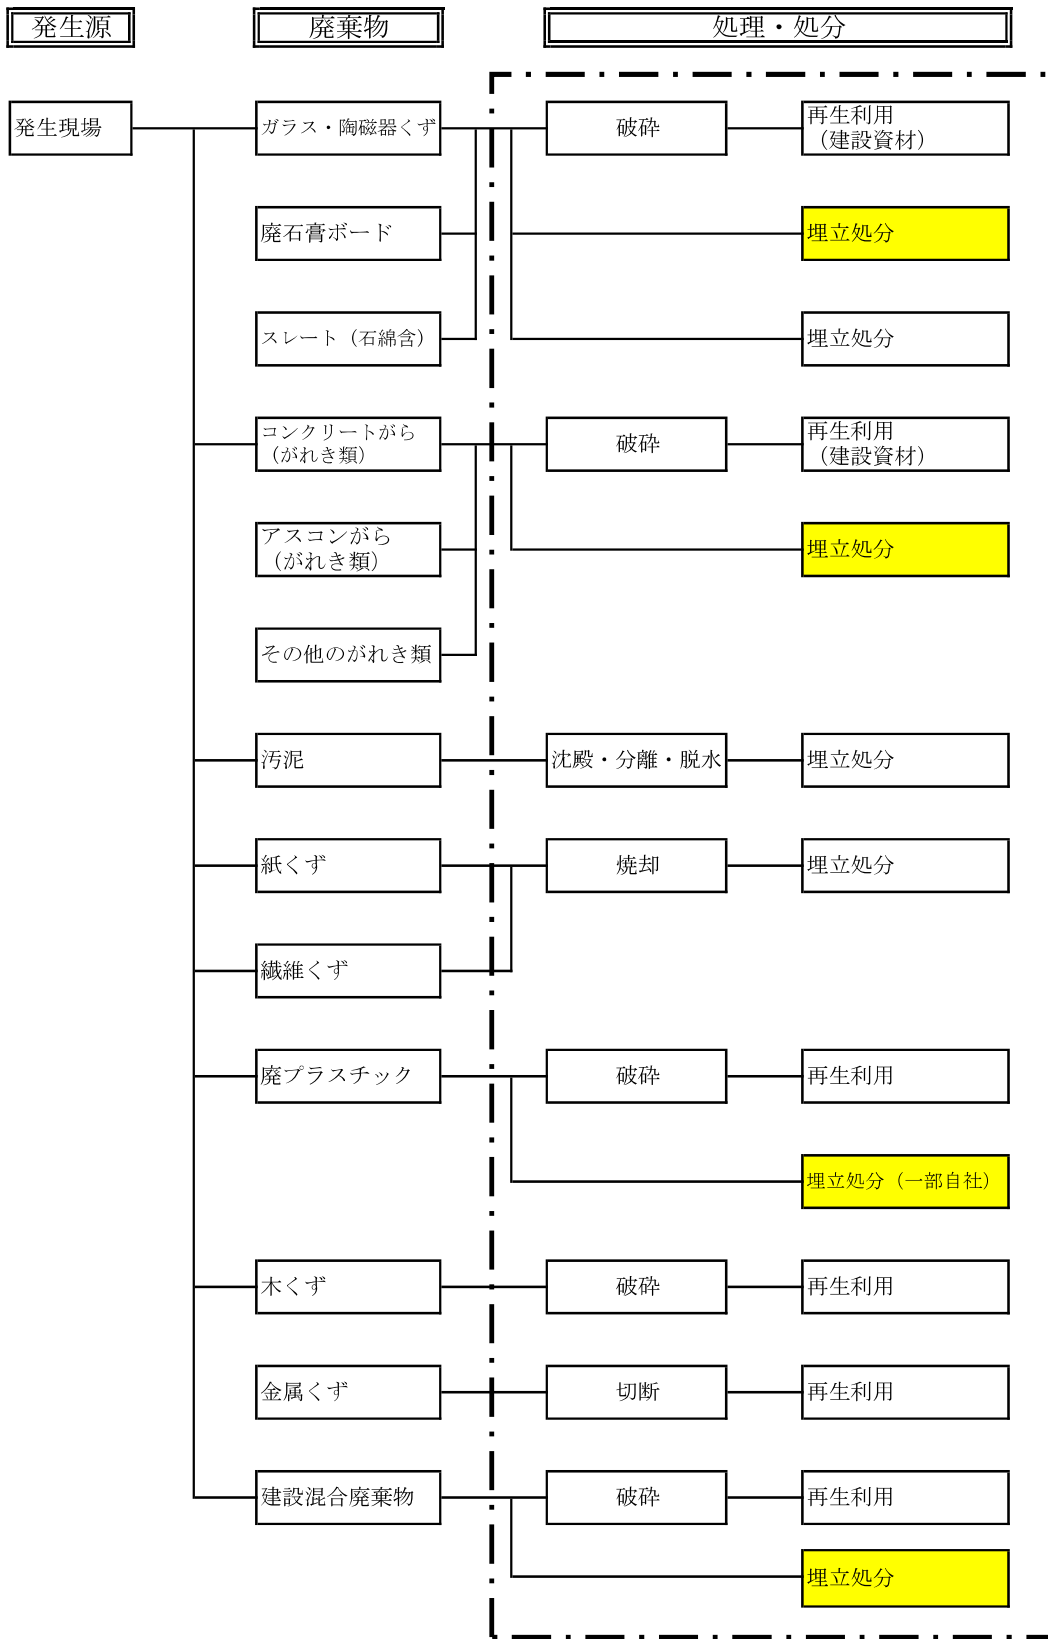 発生源
廃棄物
処理・処分
発生現場
ガラス・陶磁器くず
破砕
再生利用
（建設資材）
廃石膏ボード
埋立処分
スレート（石綿含）
埋立処分
コンクリートがら
（がれき類）
破砕
再生利用
（建設資材）
アスコンがら
（がれき類）
埋立処分
その他のがれき類
汚泥
沈殿・分離・脱水
埋立処分
紙くず
焼却
埋立処分
繊維くず
廃プラスチック
破砕
再生利用
埋立処分（一部自社）
木くず
破砕
再生利用
金属くず
切断
再生利用
建設混合廃棄物
破砕
再生利用
埋立処分